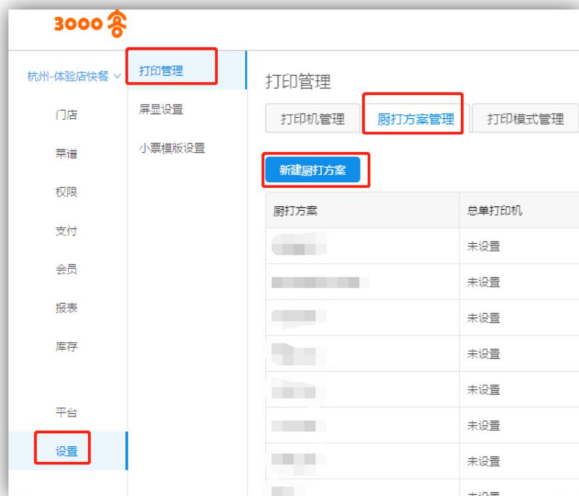 3000客
杭州-体验店快餐
门店
菜谱
权限
支付
会员
报表
库存
平台
设置
打印管理
屏显设置
小票模版设置
打印管理
打印机管理 厨打方案管理 打印模式管理
新建厨打方案
厨打方案 总单打印机
未设置
未设置
未设置
未设置
未设置
未设置
未设置
未设置